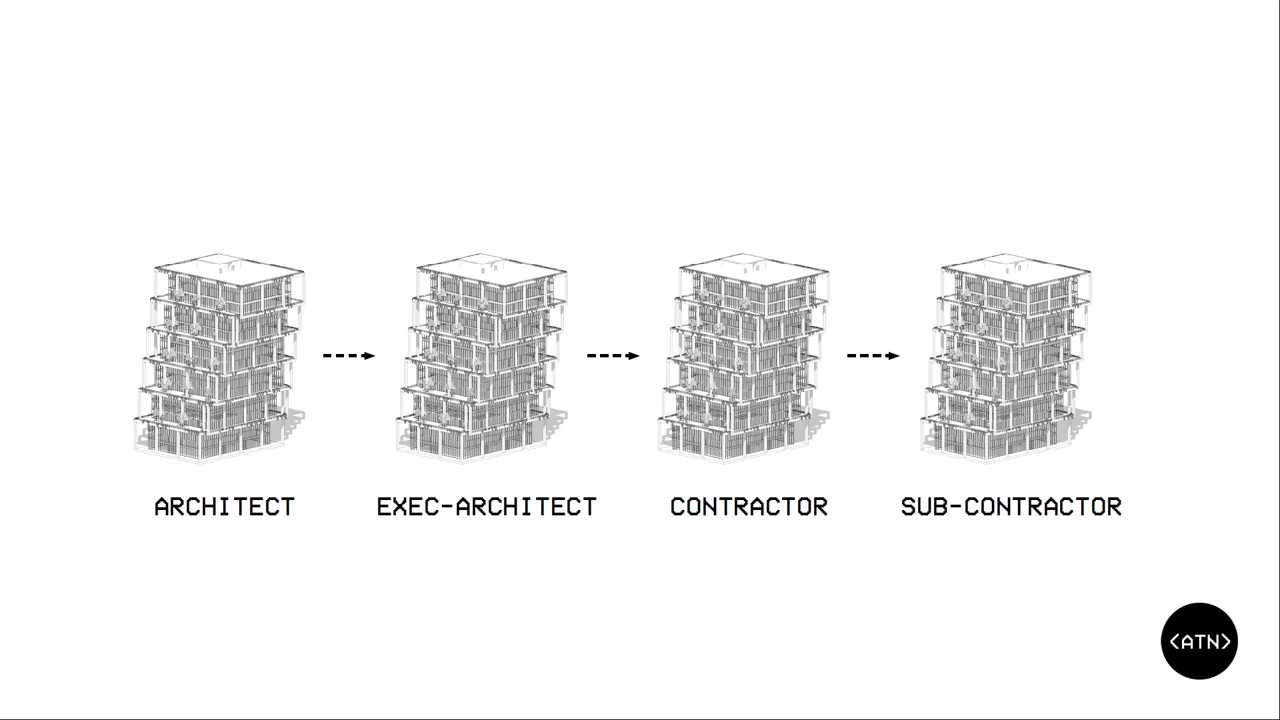 ARCHITECT
EXEC-ARCHITECT
CONTRACTOR
SUB-CONTRACTOR
<ATN>